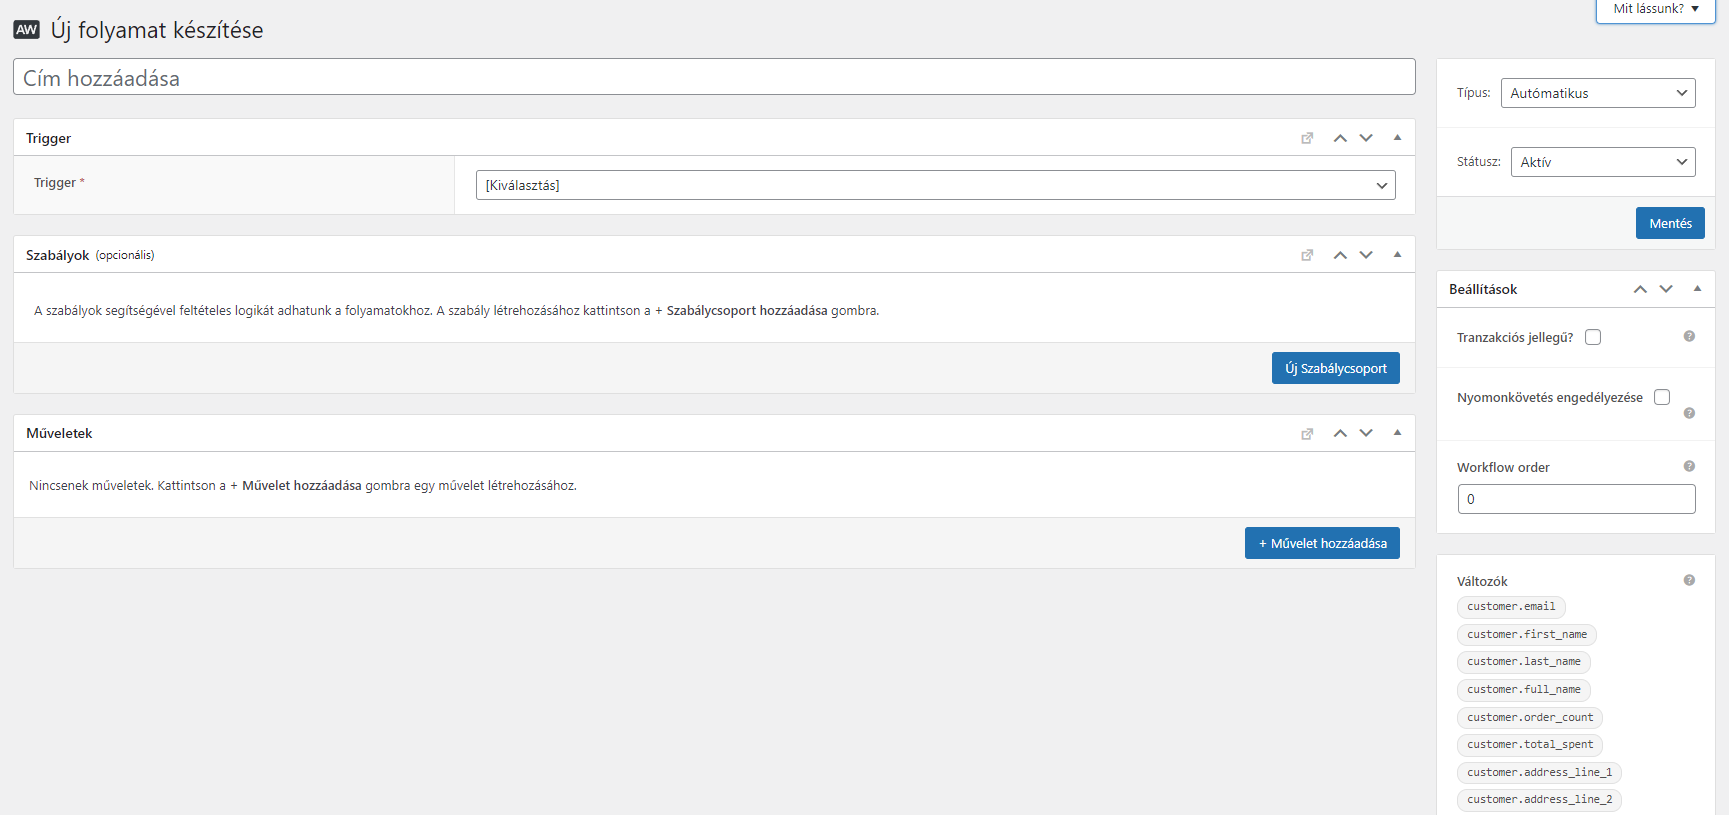 Mit lássunk?
AW Új folyamat készítése
Cím hozzáadása
Trigger
Trigger *
[Kiválasztás]
Szabályok (opcionális)
A szabályok segítségével feltételes logikát adhatunk a folyamatokhoz. A szabály létrehozásához kattintson a + Szabálycsoport hozzáadása gombra.
Új Szabálycsoport
Műveletek
Nincsenek műveletek. Kattintson a + Művelet hozzáadása gombra egy művelet létrehozásához.
+ Művelet hozzáadása
Típus: Autómatikus
Státusz: Aktív
Mentés
Beállítások
Tranzakciós jellegű?
Nyomonkövetés engedélyezése
Workflow order
0
Változók
customer.email
customer.first_name
customer.last_name
customer.full_name
customer.order_count
customer.total_spent
customer.address_line_1
customer.address_line_2